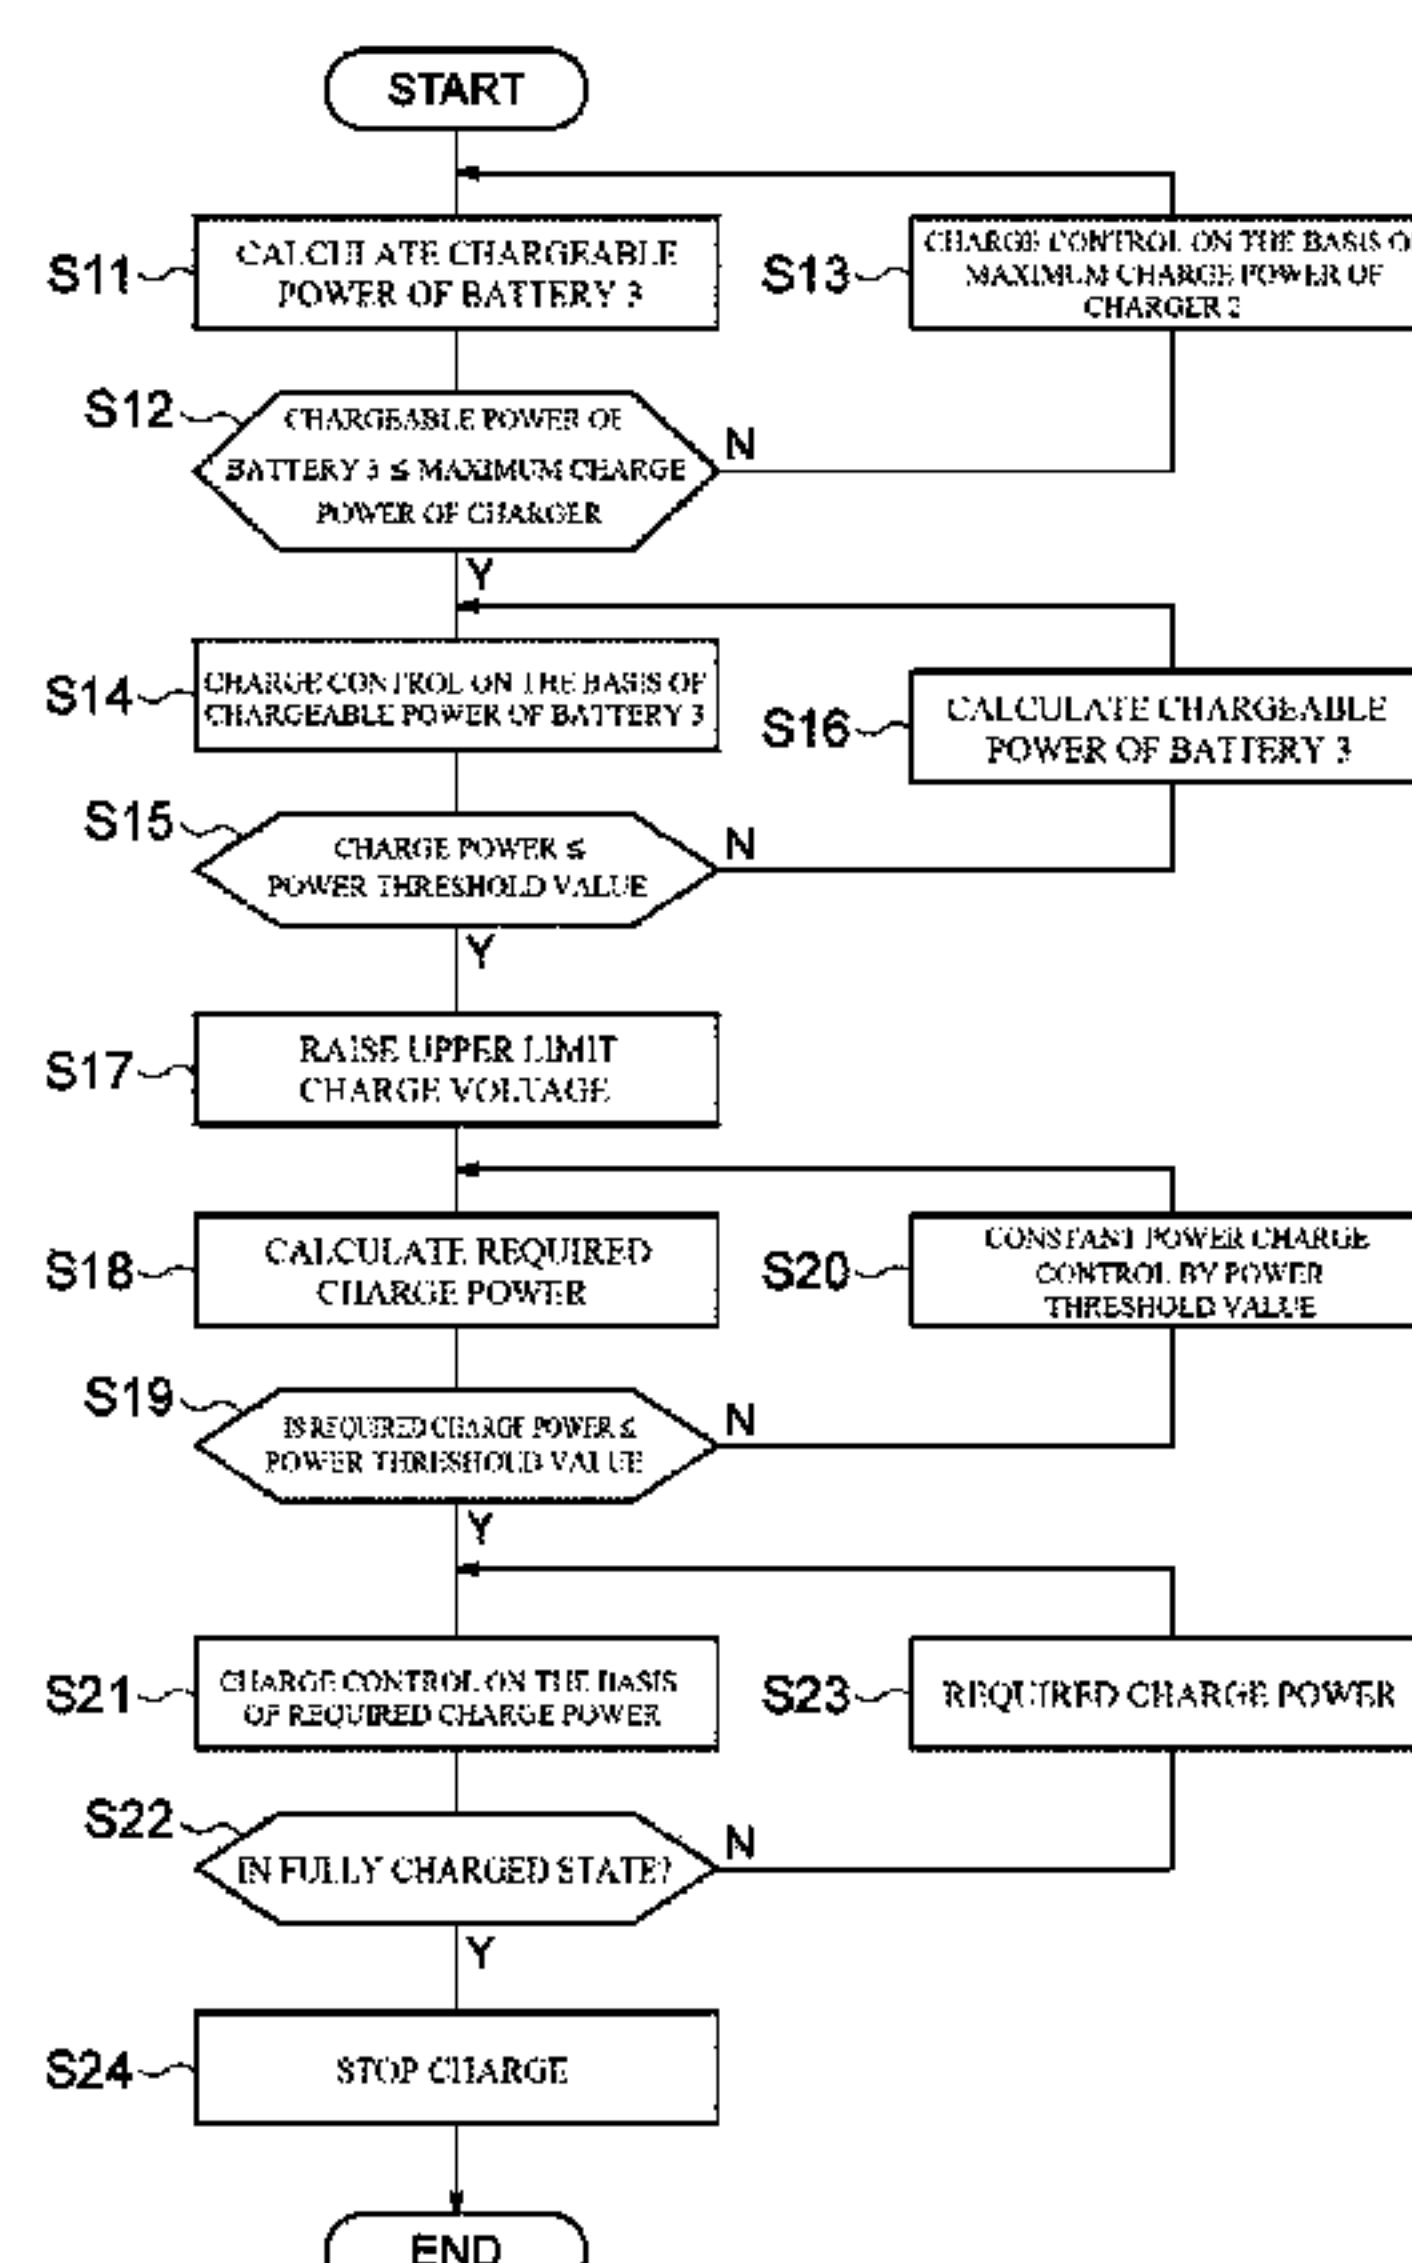 START
S11
CALCULATE CHARGEABLE
POWER OF BATTERY 3
S13
CHARGE CONTROL ON THE BASIS
MAXIMUM CHARGE POWER OF
CHARGER 2
S12
CHARGEABLE POWER OF
BATTERY 3 ≦ MAXIMUM CHARGE
POWER OF CHARGER
N
Y
S14
CHARGE CONTROL ON THE BASIS OF
CHARGEABLE POWER OF BATTERY 3
S16
CALCULATE CHARGEABLE
POWER OF BATTERY 3
S15
CHARGE POWER ≦
POWER THRESHOLD VALUE
N
Y
S17
RAISE UPPER LIMIT
CHARGE VOLTAGE
S18
CALCULATE REQUIRED
CHARGE POWER
S20
CONSTANT POWER CHARGE
CONTROL BY POWER
THRESHOLD VALUE
S19
IS REQUIRED CHARGE POWER ≦
POWER THRESHOLD VALUE
N
Y
S21
CHARGE CONTROL ON THE BASIS
OF REQUIRED CHARGE POWER
S23
REQUIRED CHARGE POWER
S22
IN FULLY CHARGED STATE?
N
Y
S24
STOP CHARGE
END